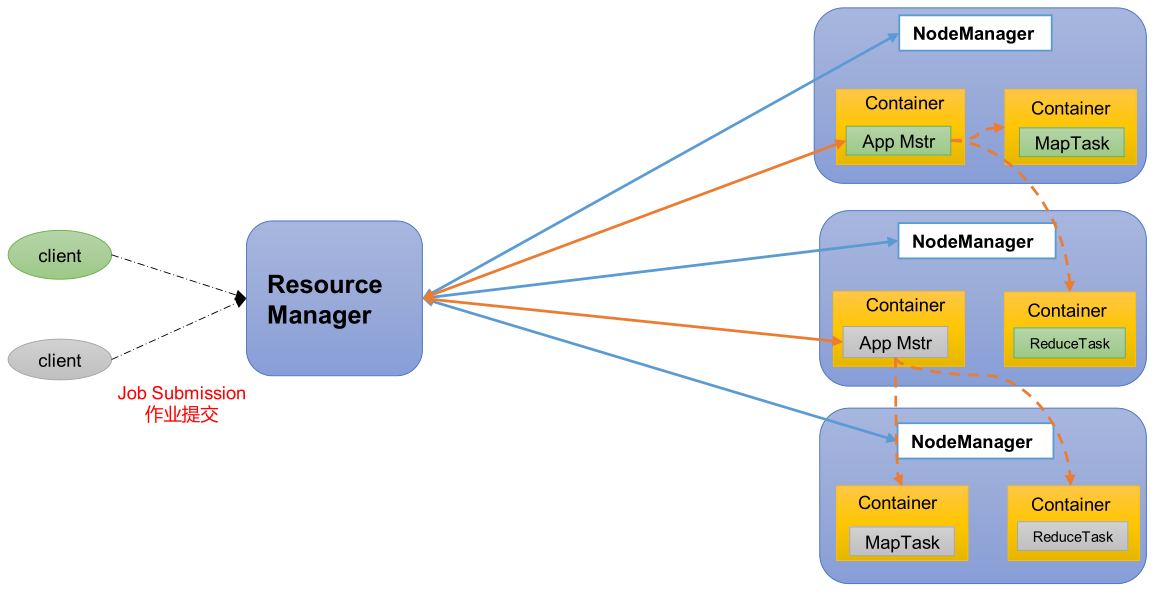 client
client
Job Submission
作业提交
Resource
Manager
NodeManager
Container
App Mstr
Container
MapTask
NodeManager
Container
App Mstr
Container
ReduceTask
NodeManager
Container
MapTask
Container
ReduceTask